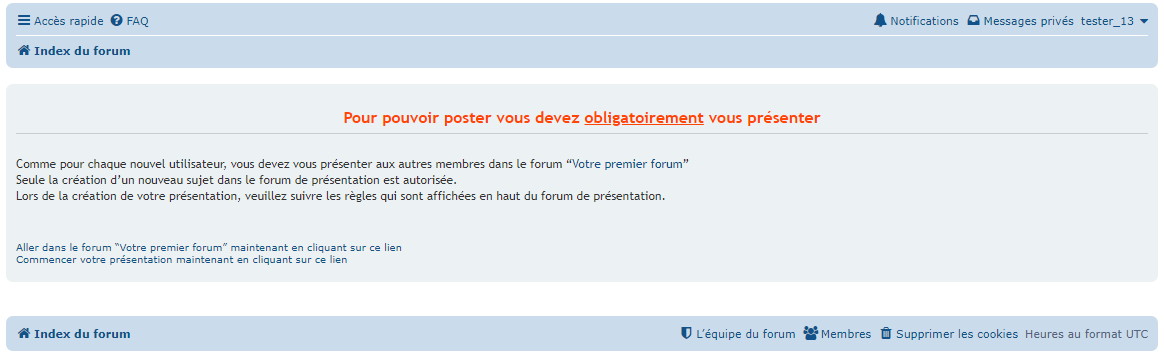 Accès rapide FAQ Notifications Messages privés tester_13
Index du forum
Pour pouvoir poster vous devez obligatoirement vous présenter
Comme pour chaque nouvel utilisateur, vous devez vous présenter aux autres membres dans le forum “Votre premier forum”
Seule la création d’un nouveau sujet dans le forum de présentation est autorisée.
Lors de la création de votre présentation, veuillez suivre les règles qui sont affichées en haut du forum de présentation.
Aller dans le forum “Votre premier forum” maintenant en cliquant sur ce lien
Commencer votre présentation maintenant en cliquant sur ce lien
Index du forum L’équipe du forum Membres Supprimer les cookies Heures au format UTC